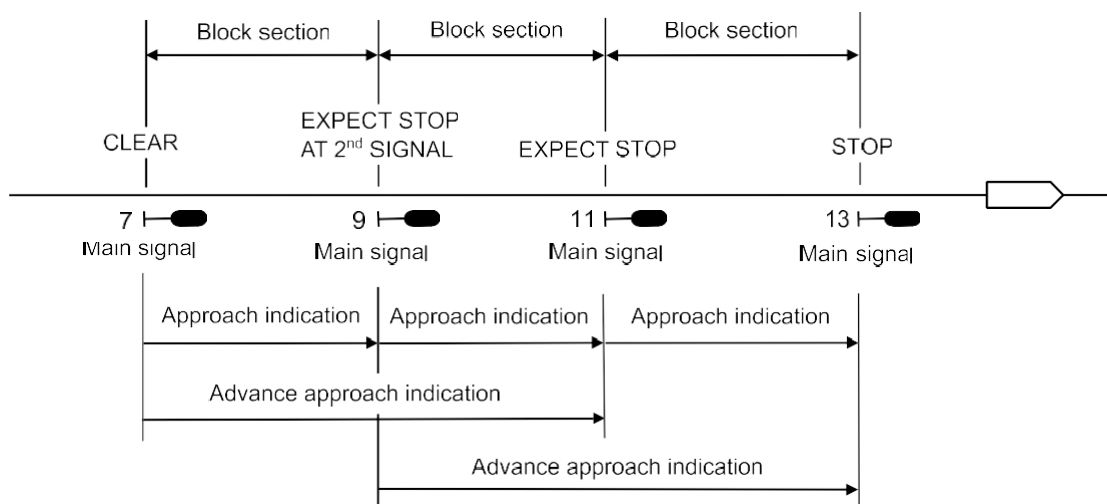 Block section
Block section
Block section
CLEAR
EXPECT STOP
AT 2nd SIGNAL
EXPECT STOP
STOP
7
Main signal
9
Main signal
11
Main signal
13
Main signal
Approach indication
Approach indication
Approach indication
Advance approach indication
Advance approach indication